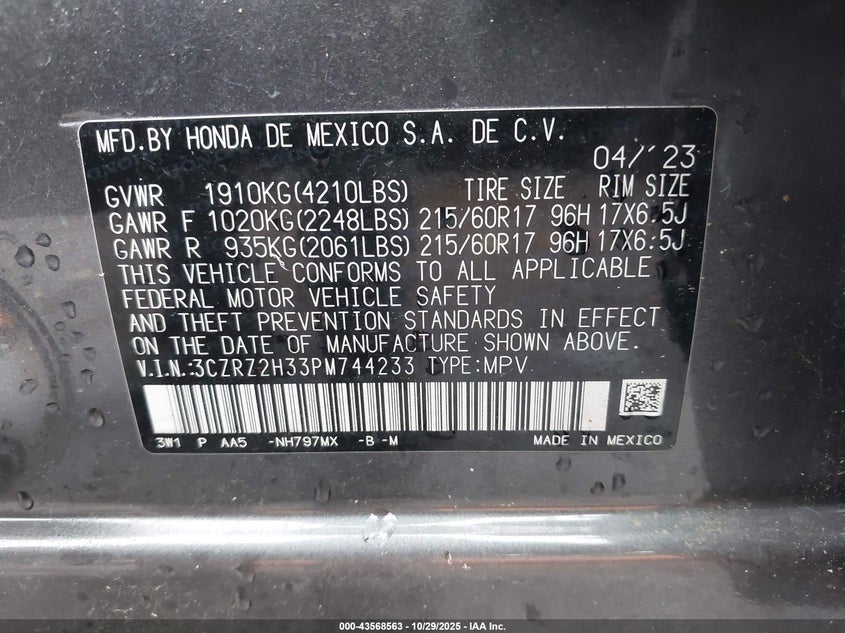 MFD.BY HONDA DE MEXICO S.A. DE C.V.
04/'23
GVWR 1910KG(4210LBS) TIRE SIZE RIM SIZE
GAWR F 1020KG(2248LBS) 215/60R17 96H 17X6.5J
GAWR R 935KG(2061LBS) 215/60R17 96H 17X6.5J
THIS VEHICLE CONFORMS TO ALL APPLICABLE
FEDERAL MOTOR VEHICLE SAFETY
AND THEFT PREVENTION STANDARDS IN EFFECT
ON THE DATE OF MANUFACTURE SHOWN ABOVE.
V.I.N.:3CZRZ2H33PM744233 TYPE:MPV
3W1 P AA5 -NH797MX -B -M MADE IN MEXICO
000-43568563 - 10/29/2025 - IAA Inc.